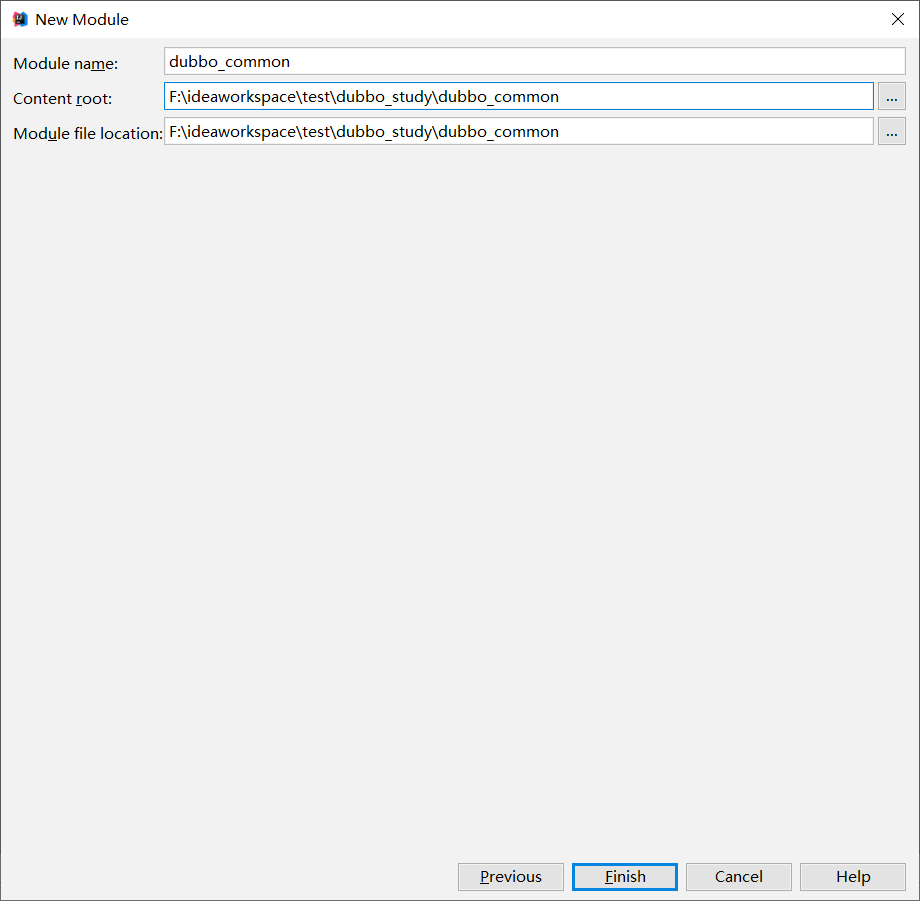 New Module
Module name: dubbo_common
Content root: F:\ideaworkspace\test\dubbo_study\dubbo_common ...
Module file location: F:\ideaworkspace\test\dubbo_study\dubbo_common ...
Previous Finish Cancel Help